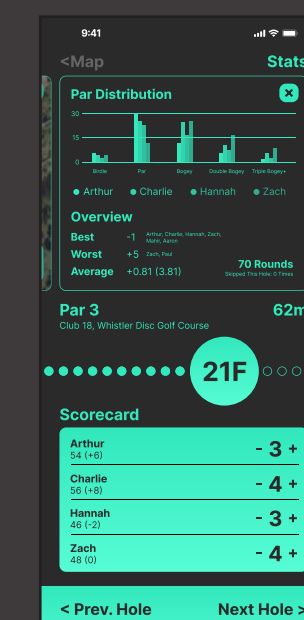 9:41
<Map Stats
Par Distribution
30
15
0
Birdie Par Bogey Double Bogey Triple Bogey+
Arthur Charlie Hannah Zach
Overview
Best -1 Arthur, Charlie, Hannah, Zach,
Mahir, Aaron
Worst +5 Zach, Paul
Average +0.81 (3.81)
70 Rounds
Skipped This Hole: 0 Times
Par 3 62m
Club 18, Whistler Disc Golf Course
21F
Scorecard
Arthur
54 (+6)
- 3 +
Charlie
56 (+8)
- 4 +
Hannah
46 (-2)
- 3 +
Zach
48 (0)
- 4 +
< Prev. Hole Next Hole >